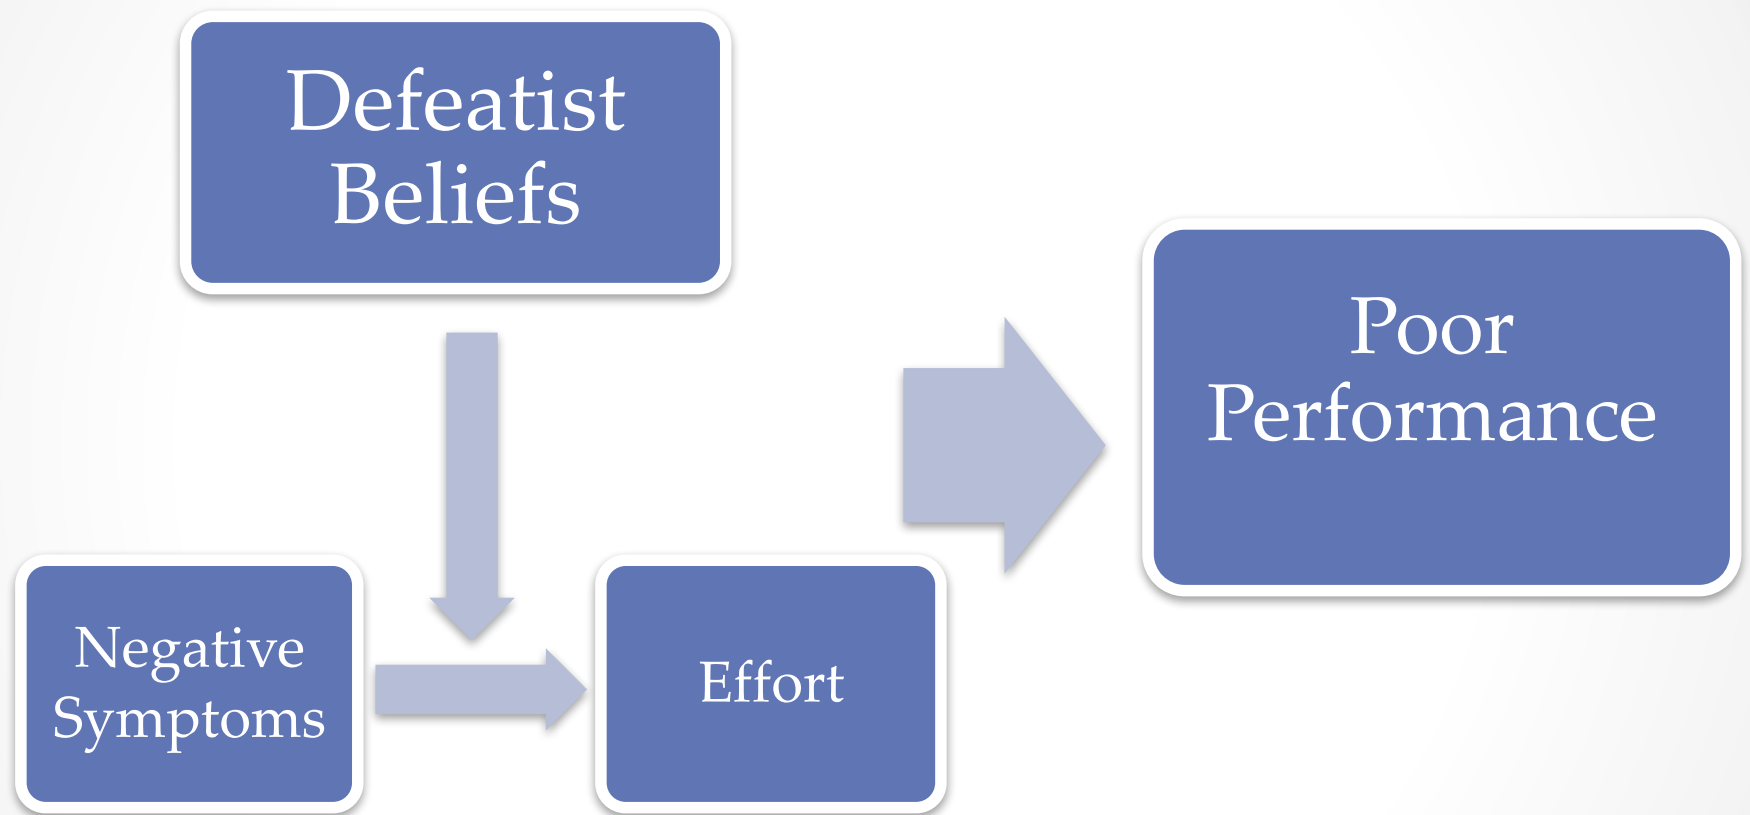 Defeatist
Beliefs
Poor
Performance
Negative
Symptoms
Effort